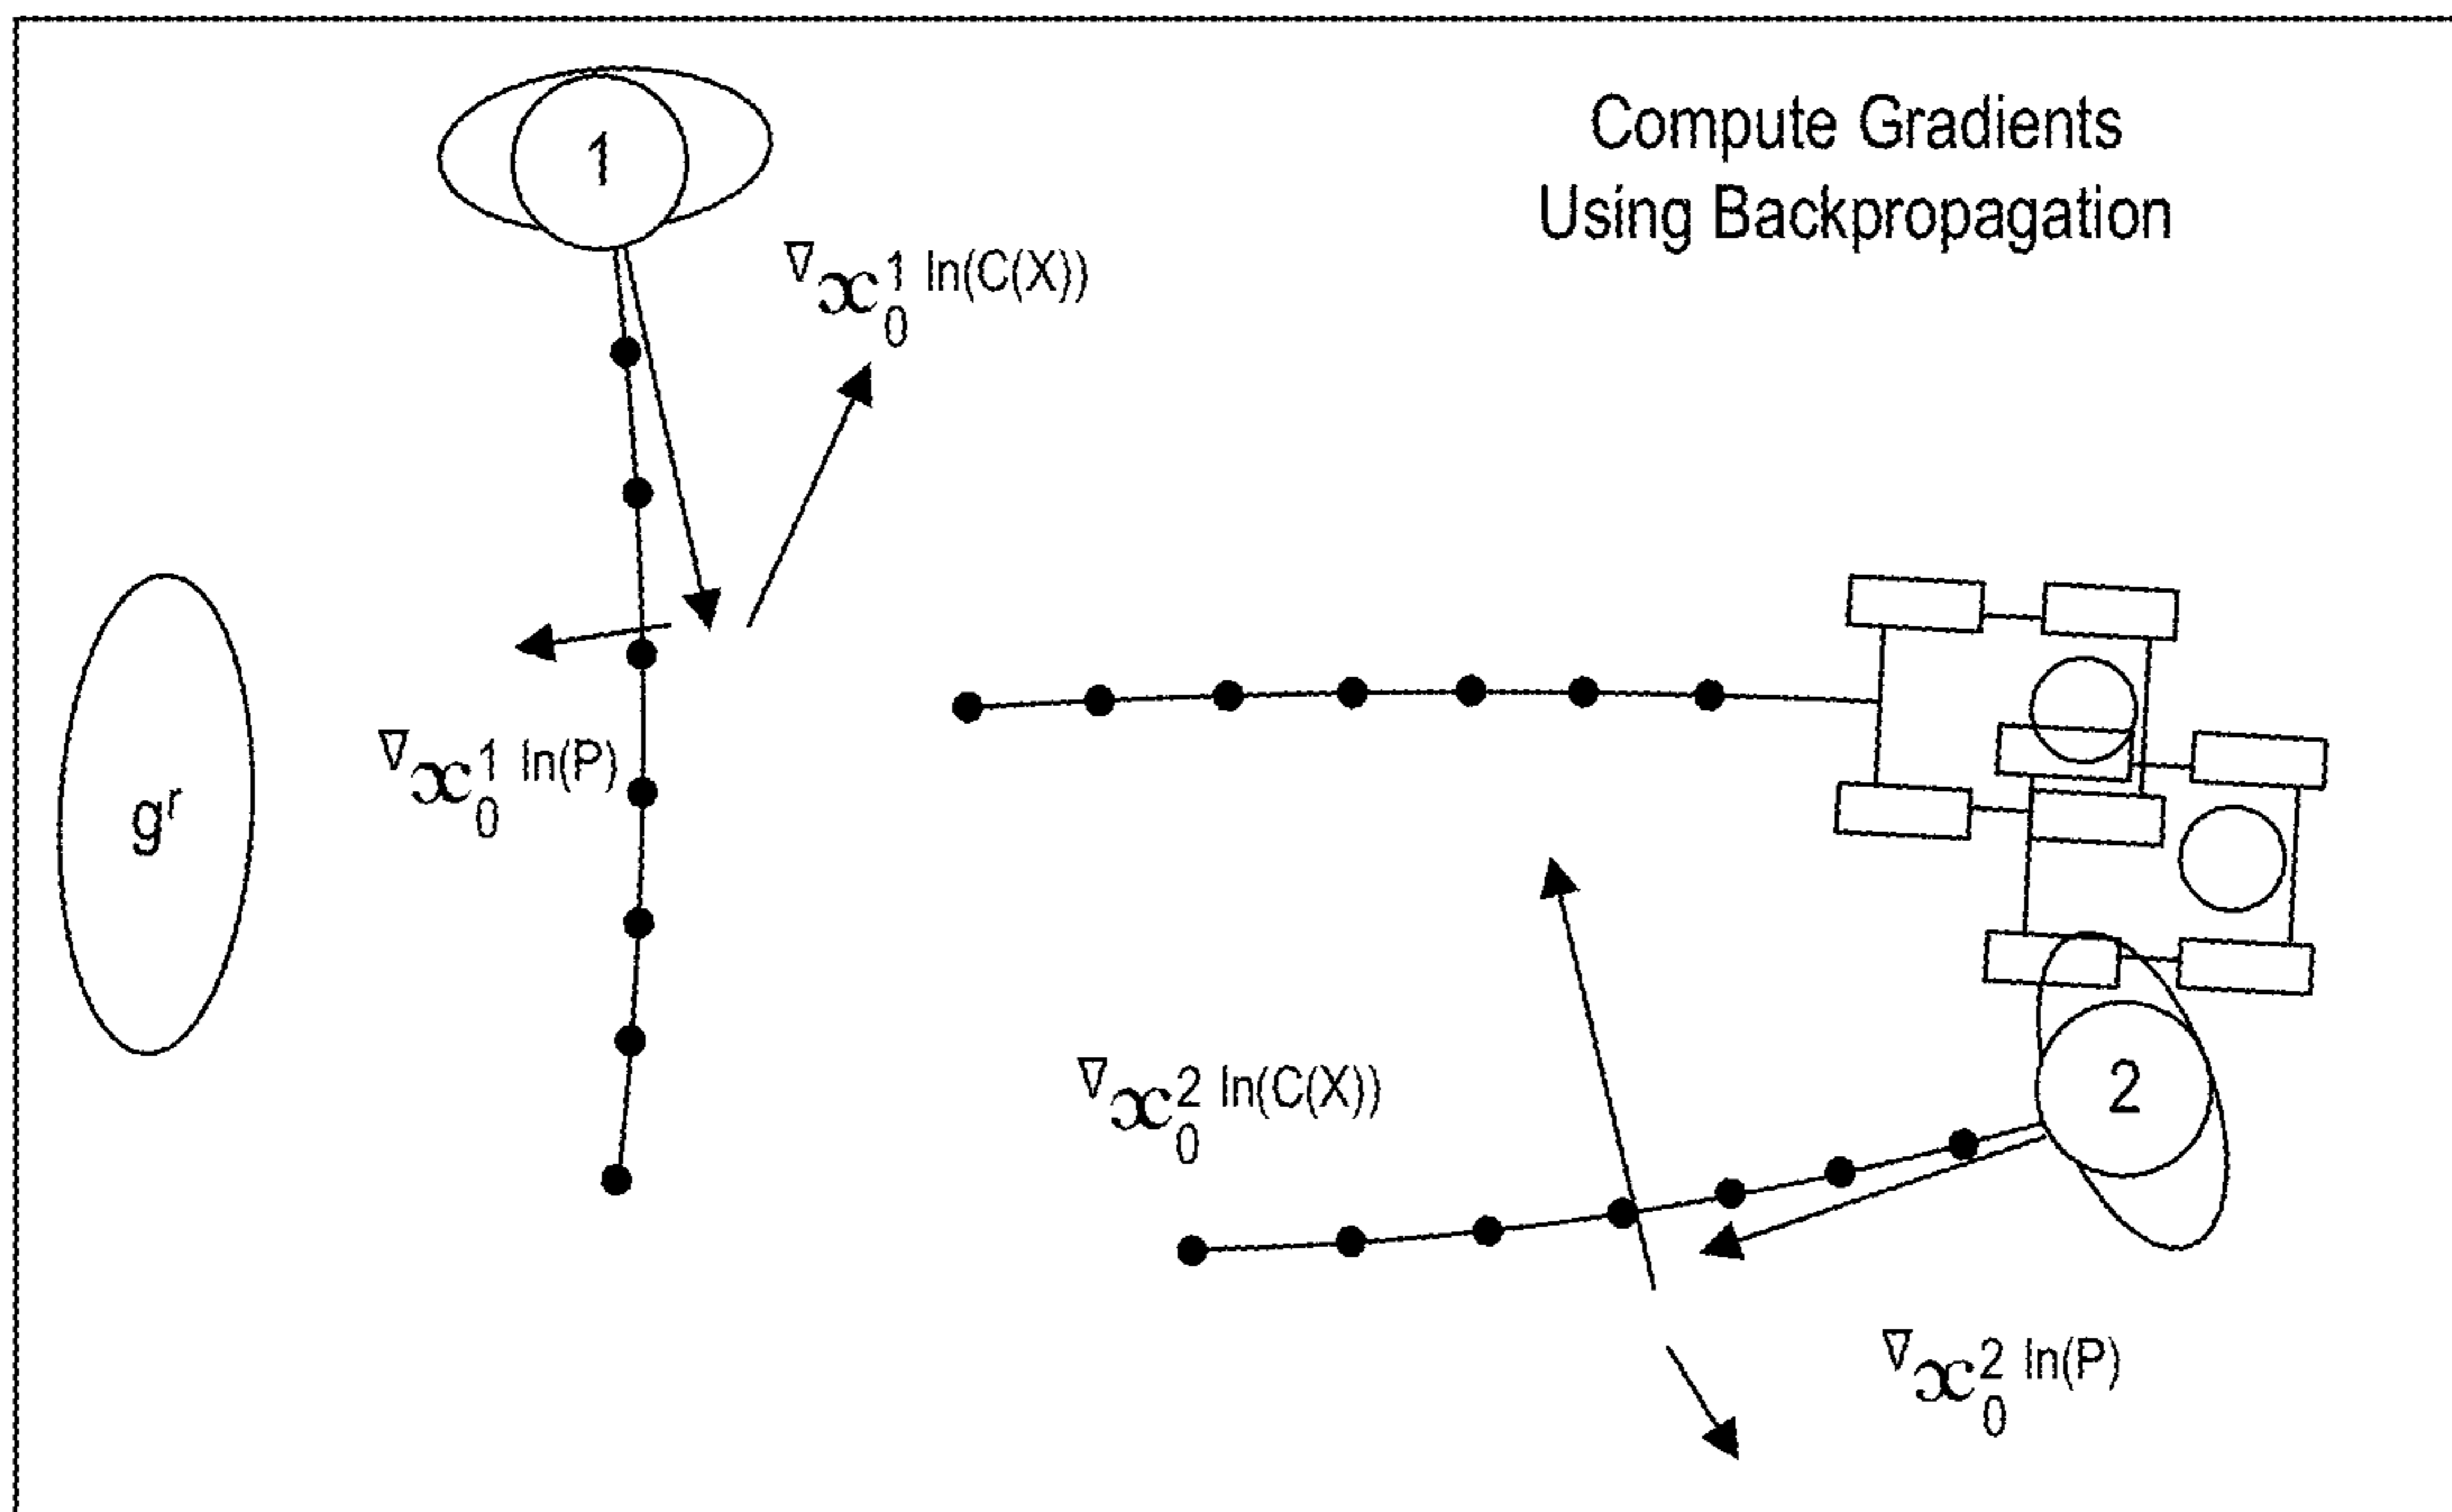 1
Compute Gradients
Using Backpropagation
∇x₀¹ ln(C(X))
∇x₀¹ ln(P)
gʳ
∇x₀² ln(C(X))
2
∇x₀² ln(P)